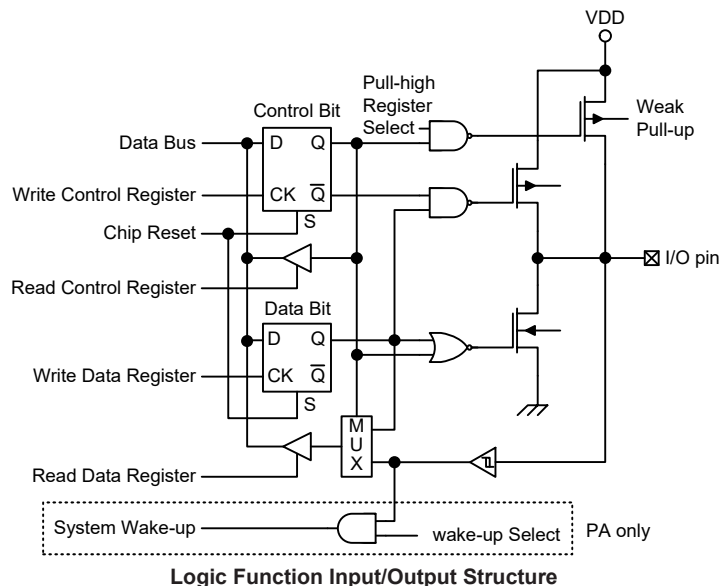 VDD
Pull-high
Register
Select
Weak
Pull-up
Control Bit
Data Bus
D Q
Write Control Register
CK Q
S
Chip Reset
I/O pin
Read Control Register
Data Bit
D Q
Write Data Register
CK Q
S
M
U
X
Read Data Register
System Wake-up
wake-up Select
PA only
Logic Function Input/Output Structure